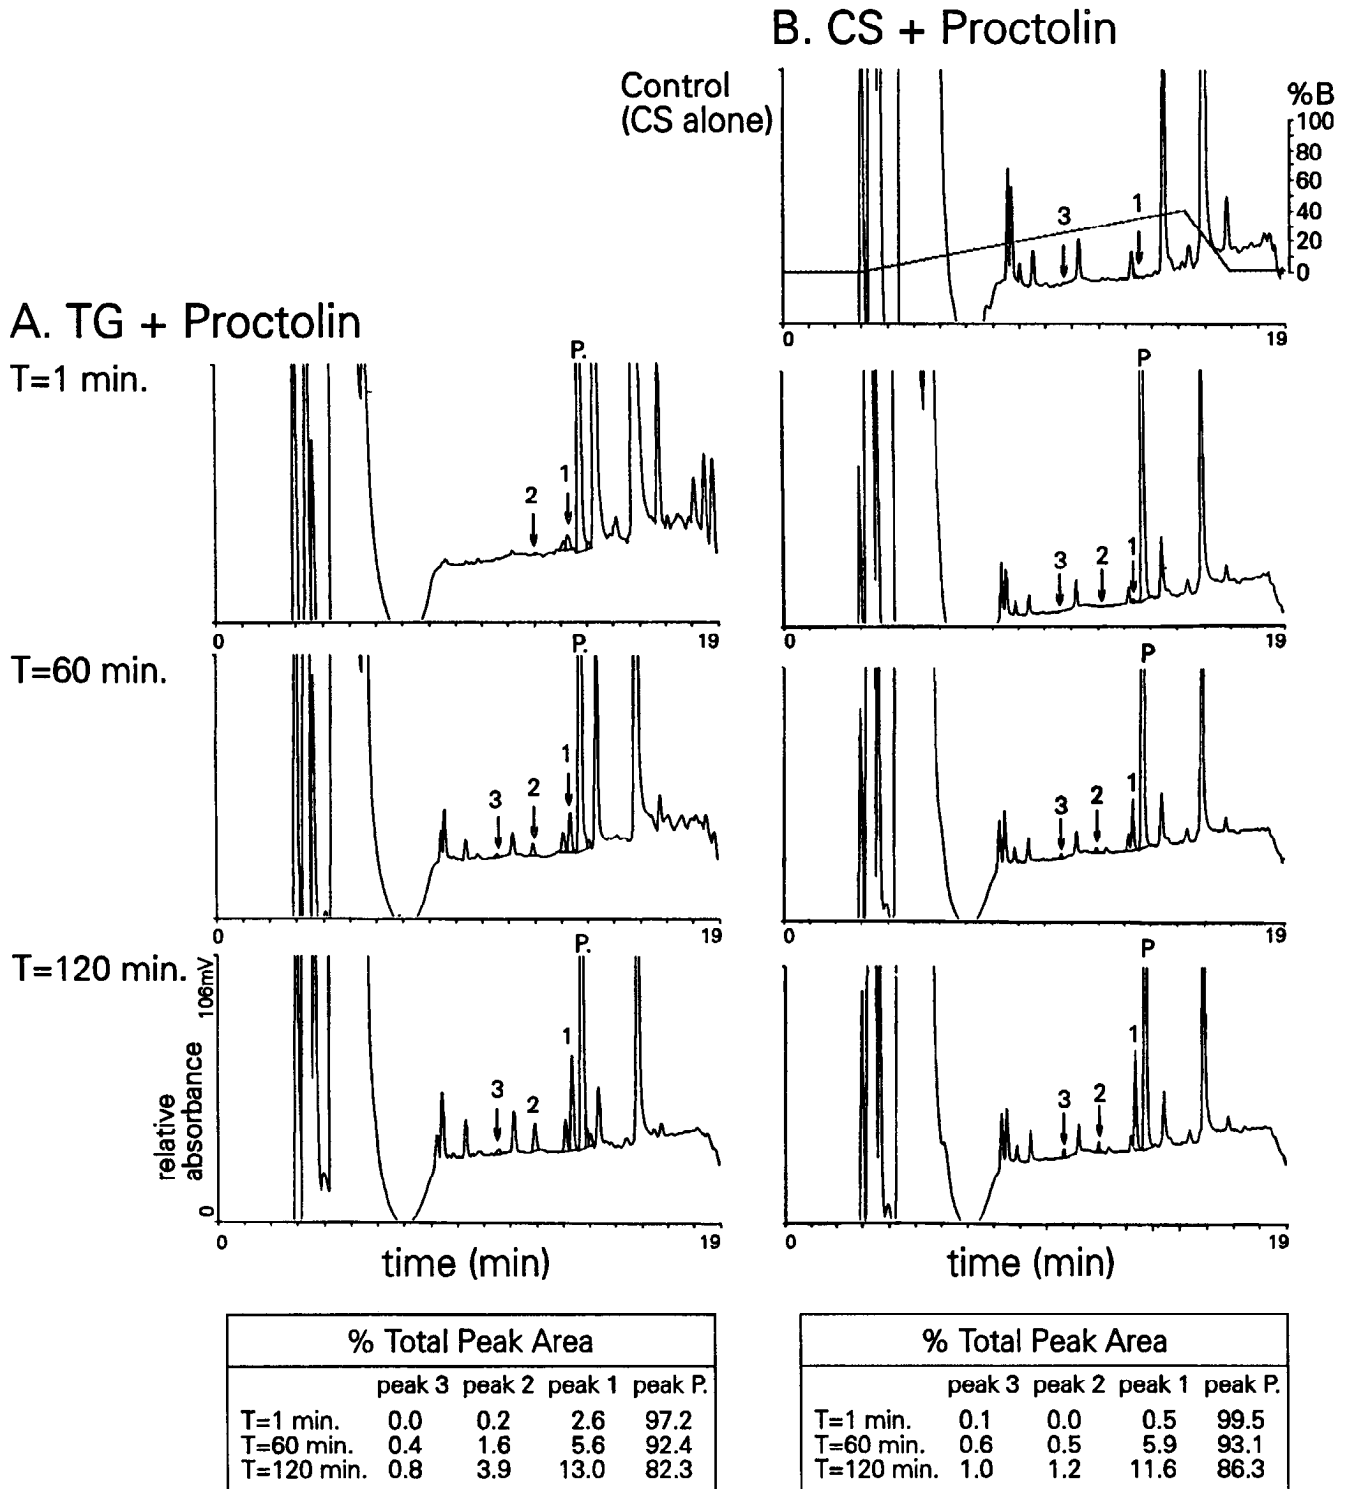 B. CS + Proctolin
Control
(CS alone)
%B
100
80
60
40
20
0
3
1
0
19
A. TG + Proctolin
T=1 min.
P.
2
1
0
19
P
3
2
1
0
19
T=60 min.
P.
3
2
1
0
19
P
3
2
1
0
19
T=120 min.
106mV
relative
absorbance
0
P.
3
2
1
0
19
time (min)
P
3
2
1
0
19
time (min)
% Total Peak Area
peak 3 peak 2 peak 1 peak P.
T=1 min. 0.0 0.2 2.6 97.2
T=60 min. 0.4 1.6 5.6 92.4
T=120 min. 0.8 3.9 13.0 82.3
% Total Peak Area
peak 3 peak 2 peak 1 peak P.
T=1 min. 0.1 0.0 0.5 99.5
T=60 min. 0.6 0.5 5.9 93.1
T=120 min. 1.0 1.2 11.6 86.3